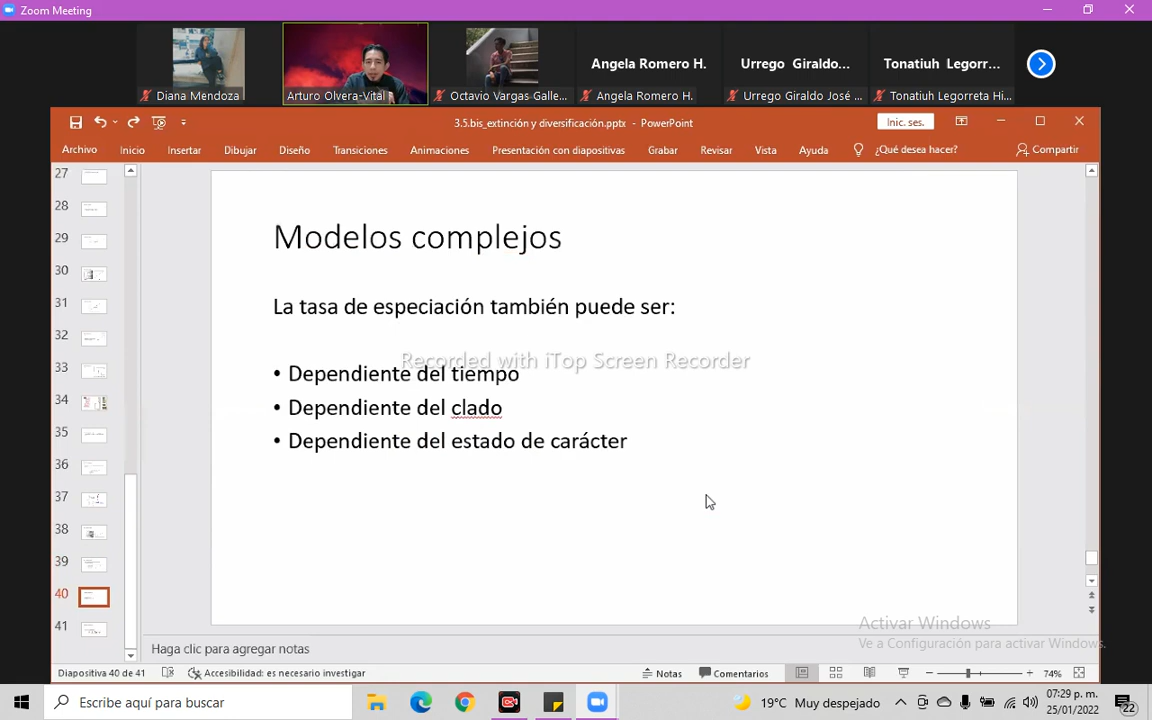 Zoom Meeting
Angela Romero H.
Urrego Giraldo...
Tonatiuh Legorr...
Diana Mendoza
Arturo Olvera-Vital
Octavio Vargas Galle...
Angela Romero H.
Urrego Giraldo José ...
Tonatiuh Legorreta Hi...
3.5.bis_extinción y diversificación.pptx - PowerPoint
Inic. ses.
Archivo
Inicio
Insertar
Dibujar
Diseño
Transiciones
Animaciones
Presentación con diapositivas
Grabar
Revisar
Vista
Ayuda
¿Qué desea hacer?
Compartir
27
28
29
30
31
32
33
34
35
36
37
38
39
40
41
Modelos complejos
La tasa de especiación también puede ser:
Recorded with iTop Screen Recorder
• Dependiente del tiempo
• Dependiente del clado
• Dependiente del estado de carácter
Activar Windows
Ve a Configuración para activar Windows.
Haga clic para agregar notas
Diapositiva 40 de 41
Accesibilidad: es necesario investigar
Notas
Comentarios
74%
Escribe aquí para buscar
19°C Muy despejado
07:29 p. m.
25/01/2022
22